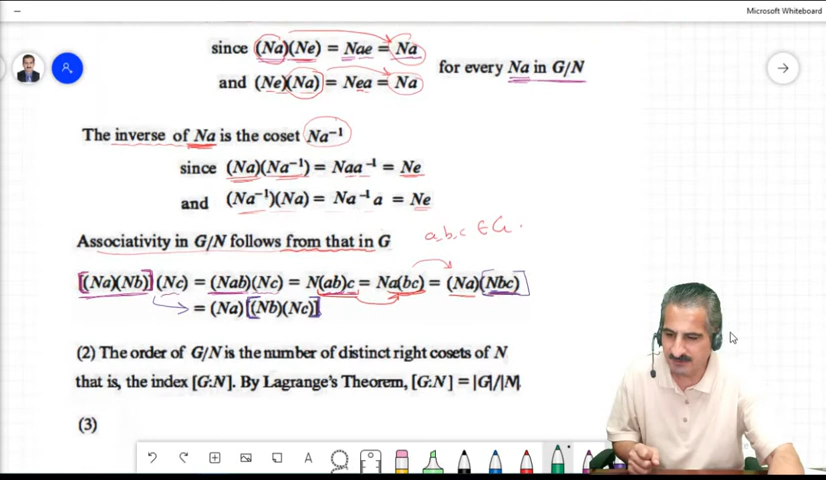 Microsoft Whiteboard
since (Na)(Ne) = Nae = Na
for every Na in G/N
and (Ne)(Na) = Nea = Na
The inverse of Na is the coset Na⁻¹
since (Na)(Na⁻¹) = Naa⁻¹ = Ne
and (Na⁻¹)(Na) = Na⁻¹a = Ne
a,b,c ∈ G.
Associativity in G/N follows from that in G
[(Na)(Nb)](Nc) = (Nab)(Nc) = N(ab)c = Na(bc) = (Na)(Nbc)
= (Na)[(Nb)(Nc)]
(2) The order of G/N is the number of distinct right cosets of N
that is, the index [G:N]. By Lagrange's Theorem, [G:N] = |G|/|N|.
(3)
A